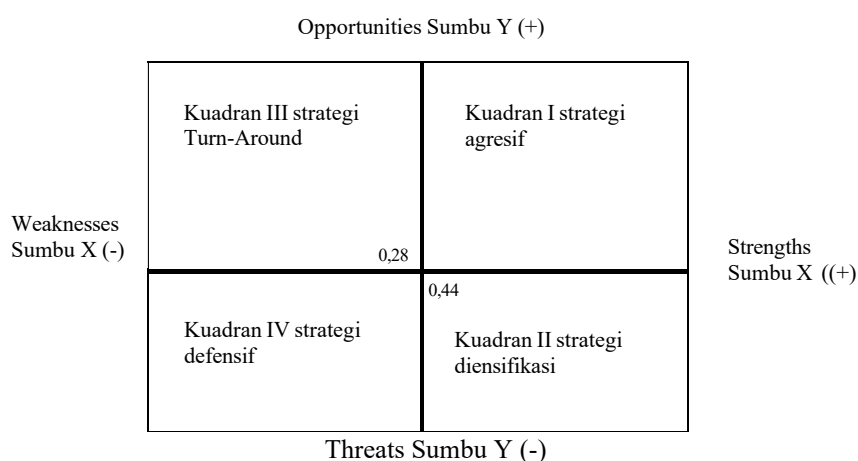 Opportunities Sumbu Y (+)
Kuadran III strategi
Turn-Around
Kuadran I strategi
agresif
Weaknesses
Sumbu X (-)
0,28
Strengths
Sumbu X ((+)
0,44
Kuadran IV strategi
defensif
Kuadran II strategi
diensifikasi
Threats Sumbu Y (-)